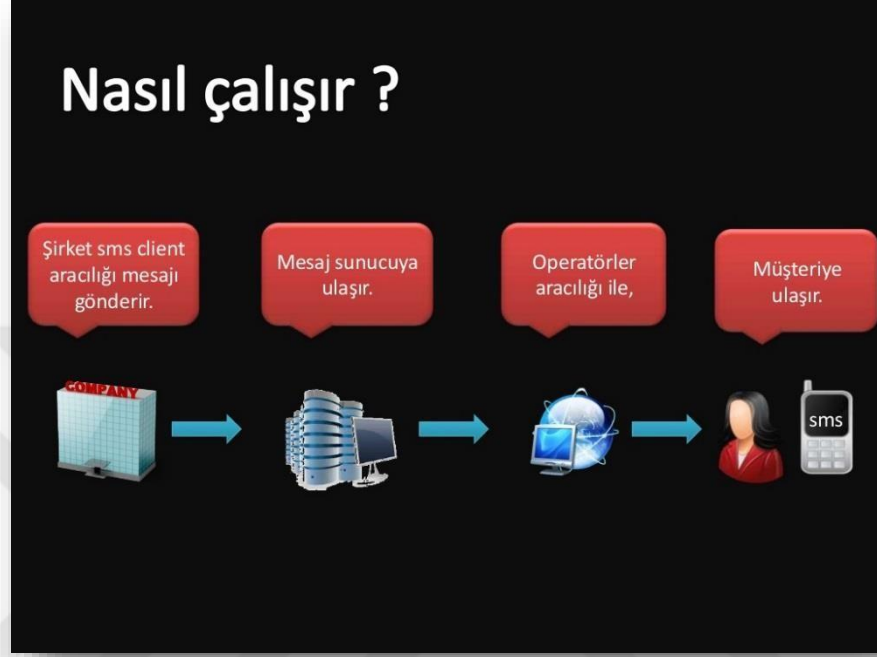 Nasıl çalışır ?
Şirket sms client
aracılığı mesajı
gönderir.
Mesaj sunucuya
ulaşır.
Operatörler
aracılığı ile,
Müşteriye
ulaşır.
COMPANY
sms